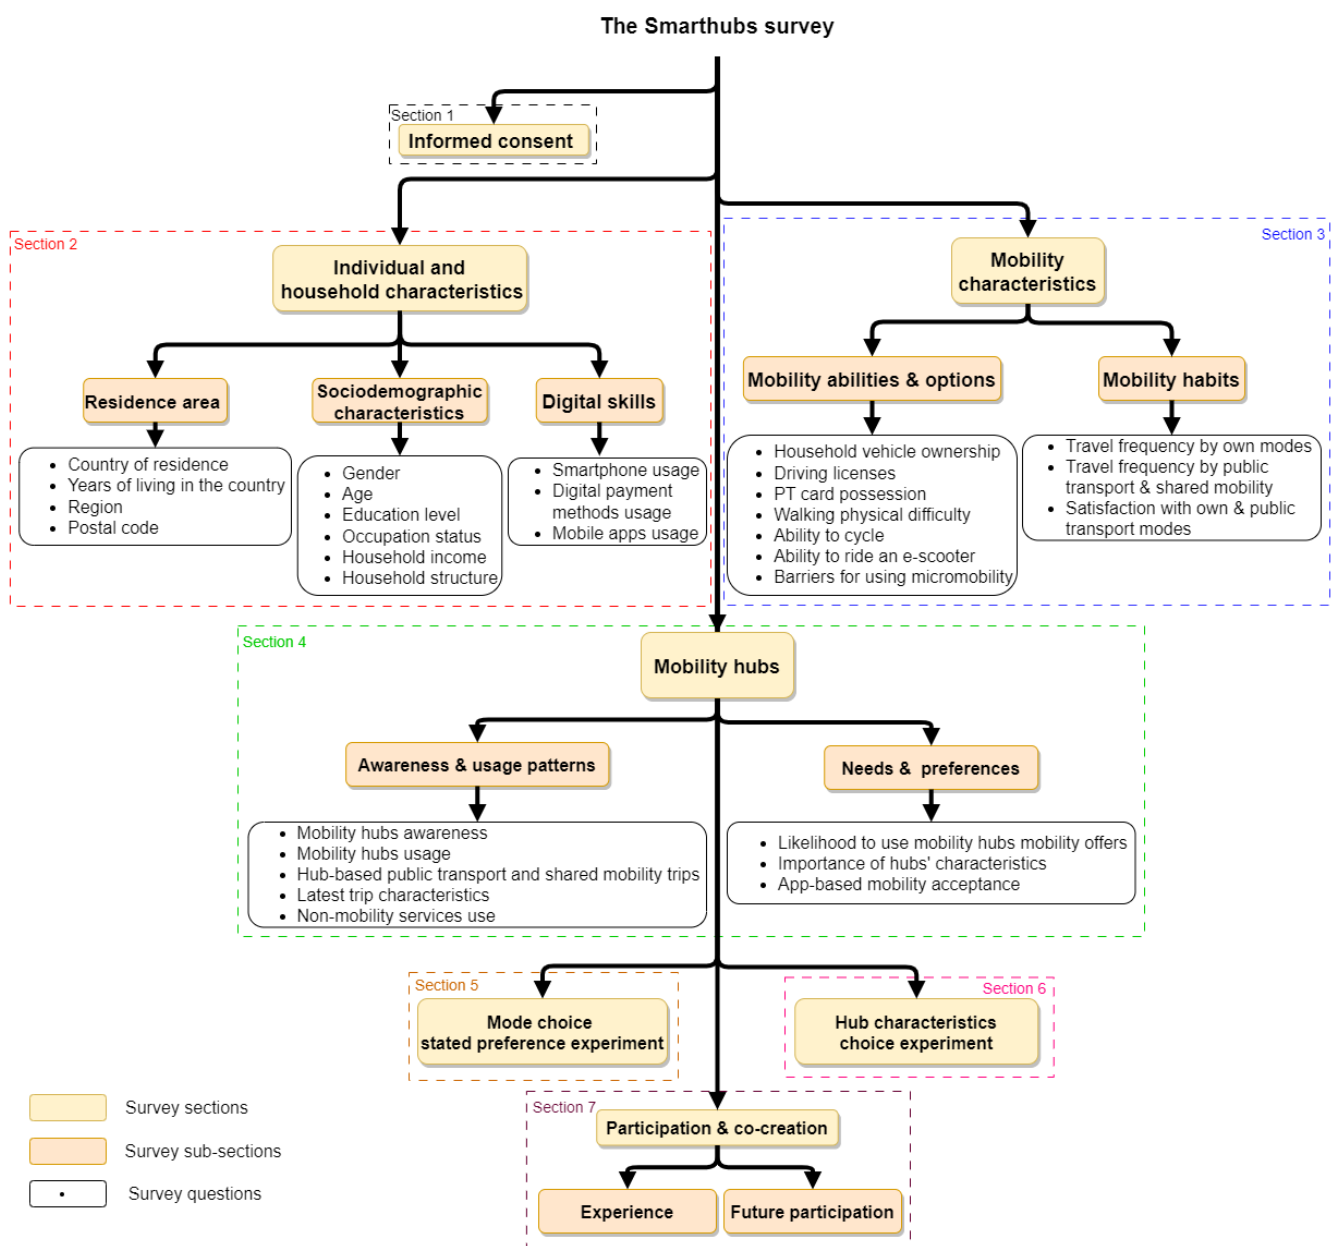 The Smarthubs survey
Section 1
Informed consent
Section 2
Individual and
household characteristics
Residence area
Sociodemographic
characteristics
Digital skills
• Country of residence
• Years of living in the country
• Region
• Postal code
• Gender
• Age
• Education level
• Occupation status
• Household income
• Household structure
• Smartphone usage
• Digital payment
methods usage
• Mobile apps usage
Section 3
Mobility
characteristics
Mobility abilities & options
Mobility habits
• Household vehicle ownership
• Driving licenses
• PT card possession
• Walking physical difficulty
• Ability to cycle
• Ability to ride an e-scooter
• Barriers for using micromobility
• Travel frequency by own modes
• Travel frequency by public
transport & shared mobility
• Satisfaction with own & public
transport modes
Section 4
Mobility hubs
Awareness & usage patterns
Needs & preferences
• Mobility hubs awareness
• Mobility hubs usage
• Hub-based public transport and shared mobility trips
• Latest trip characteristics
• Non-mobility services use
• Likelihood to use mobility hubs mobility offers
• Importance of hubs' characteristics
• App-based mobility acceptance
Section 5
Mode choice
stated preference experiment
Section 6
Hub characteristics
choice experiment
Section 7
Participation & co-creation
Experience
Future participation
Survey sections
Survey sub-sections
• Survey questions